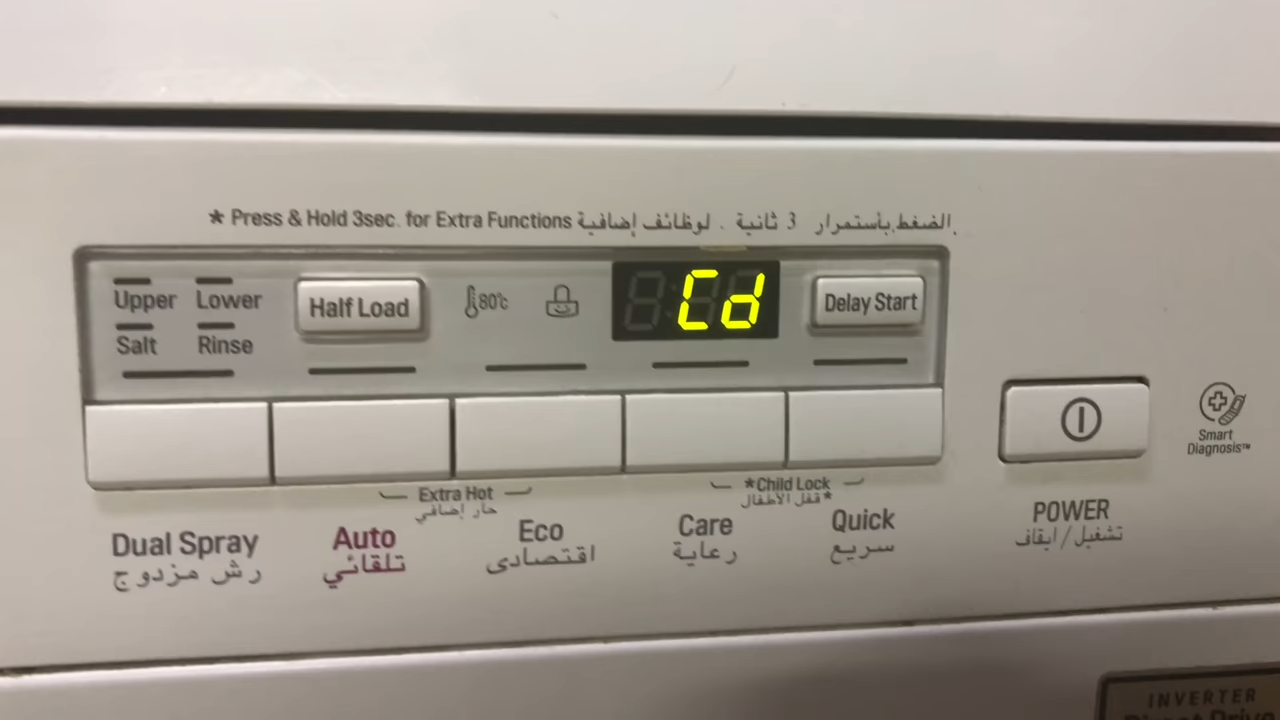 * Press & Hold 3sec. for Extra Functions الضغط بأستمرار 3 ثانية . لوظائف إضافية
Upper Lower
Salt Rinse
Half Load
80℃
Cd
Delay Start
Extra Hot
حار إضافي
*Child Lock
*قفل الأطفال
Dual Spray
رش مزدوج
Auto
تلقائي
Eco
اقتصادى
Care
رعاية
Quick
سريع
POWER
تشغيل/ايقاف
Smart
Diagnosis™
INVERTER